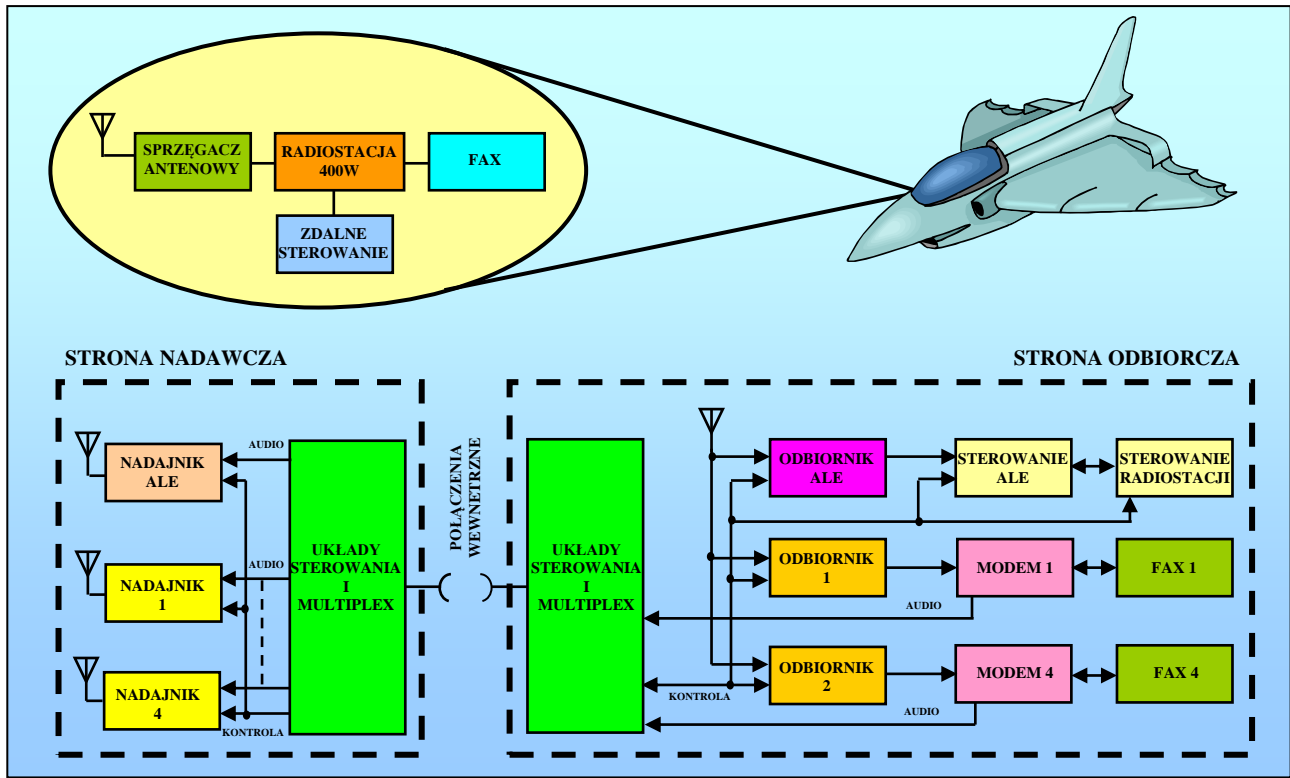 SPRZĘGACZ
ANTENOWY
RADIOSTACJA
400W
FAX
ZDALNE
STEROWANIE
STRONA NADAWCZA
STRONA ODBIORCZA
NADAJNIK
ALE
AUDIO
NADAJNIK
1
AUDIO
NADAJNIK
4
KONTROLA
UKŁADY
STEROWANIA
I
MULTIPLEX
POŁĄCZENIA
WEWNETRZNE
UKŁADY
STEROWANIA
I
MULTIPLEX
ODBIORNIK
ALE
STEROWANIE
ALE
STEROWANIE
RADIOSTACJI
ODBIORNIK
1
MODEM 1
FAX 1
AUDIO
ODBIORNIK
2
MODEM 4
FAX 4
KONTROLA
AUDIO